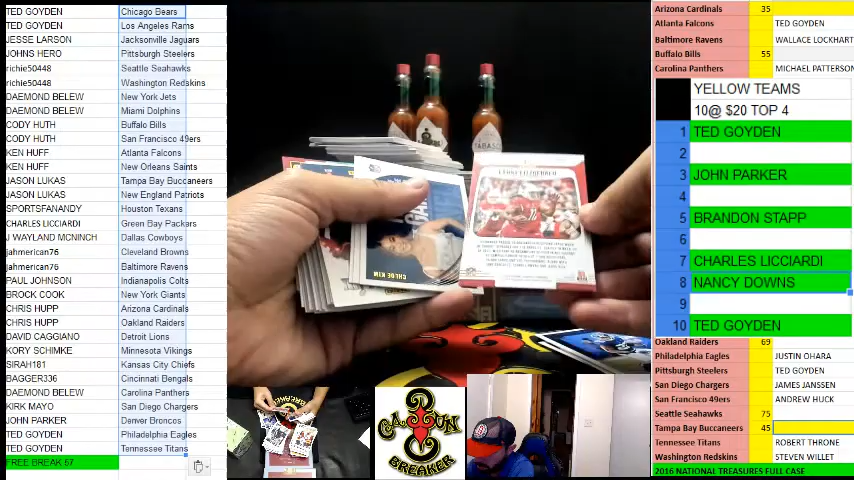 TED GOYDEN Chicago Bears
TED GOYDEN Los Angeles Rams
JESSE LARSON Jacksonville Jaguars
JOHNS HERO Pittsburgh Steelers
richie50448 Seattle Seahawks
richie50448 Washington Redskins
DAEMOND BELEW New York Jets
DAEMOND BELEW Miami Dolphins
CODY HUTH Buffalo Bills
CODY HUTH San Francisco 49ers
KEN HUFF Atlanta Falcons
KEN HUFF New Orleans Saints
JASON LUKAS Tampa Bay Buccaneers
JASON LUKAS New England Patriots
SPORTSFANANDY Houston Texans
CHARLES LICCIARDI Green Bay Packers
J WAYLAND MCNINCH Dallas Cowboys
jahmerican76 Cleveland Browns
jahmerican76 Baltimore Ravens
PAUL JOHNSON Indianapolis Colts
BROCK COOK New York Giants
CHRIS HUPP Arizona Cardinals
CHRIS HUPP Oakland Raiders
DAVID CAGGIANO Detroit Lions
KORY SCHIMKE Minnesota Vikings
SIRAH181 Kansas City Chiefs
BAGGER336 Cincinnati Bengals
DAEMOND BELEW Carolina Panthers
KIRK MAYO San Diego Chargers
JOHN PARKER Denver Broncos
TED GOYDEN Philadelphia Eagles
TED GOYDEN Tennessee Titans
FREE BREAK 57
TABASCO
CHLOE KIM
LARRY FITZGERALD
BREAKER
Arizona Cardinals 35
Atlanta Falcons TED GOYDEN
Baltimore Ravens WALLACE LOCKHART
Buffalo Bills 55
Carolina Panthers MICHAEL PATTERSON
YELLOW TEAMS
10@ $20 TOP 4
1 TED GOYDEN
2
3 JOHN PARKER
4
5 BRANDON STAPP
6
7 CHARLES LICCIARDI
8 NANCY DOWNS
9
10 TED GOYDEN
Oakland Raiders 69
Philadelphia Eagles JUSTIN OHARA
Pittsburgh Steelers TED GOYDEN
San Diego Chargers JAMES JANSSEN
San Francisco 49ers ANDREW HUCK
Seattle Seahawks 75
Tampa Bay Buccaneers 45
Tennessee Titans ROBERT THRONE
Washington Redskins STEVEN WILLET
2016 NATIONAL TREASURES FULL CASE